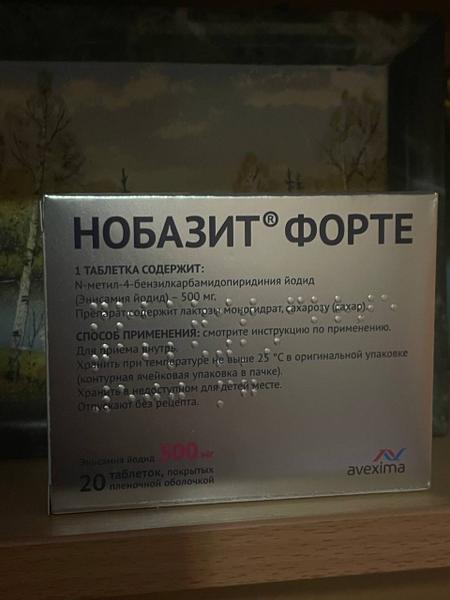 НОБАЗИТ® ФОРТЕ
1 ТАБЛЕТКА СОДЕРЖИТ:
N-метил-4-бензилкарбамидопиридиния йодид
(Энисамия йодид) – 500 мг.
Препарат содержит лактозы моногидрат, сахарозу (сахар).
СПОСОБ ПРИМЕНЕНИЯ: смотрите инструкцию по применению.
Для приема внутрь.
Хранить при температуре не выше 25 °С в оригинальной упаковке
(контурная ячейковая упаковка в пачке).
Хранить в недоступном для детей месте.
Отпускают без рецепта.
Энисамия йодид 500 мг
20 таблеток, покрытых
пленочной оболочкой
avexima